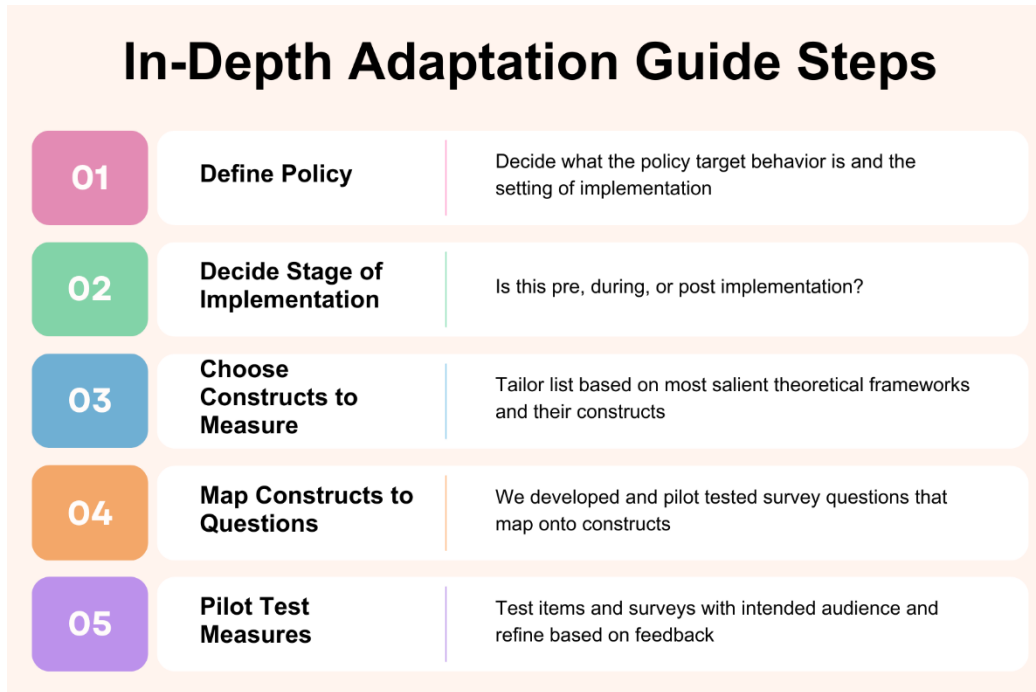 In-Depth Adaptation Guide Steps
01
Define Policy
Decide what the policy target behavior is and the
setting of implementation
02
Decide Stage of
Implementation
Is this pre, during, or post implementation?
03
Choose
Constructs to
Measure
Tailor list based on most salient theoretical frameworks
and their constructs
04
Map Constructs to
Questions
We developed and pilot tested survey questions that
map onto constructs
05
Pilot Test
Measures
Test items and surveys with intended audience and
refine based on feedback